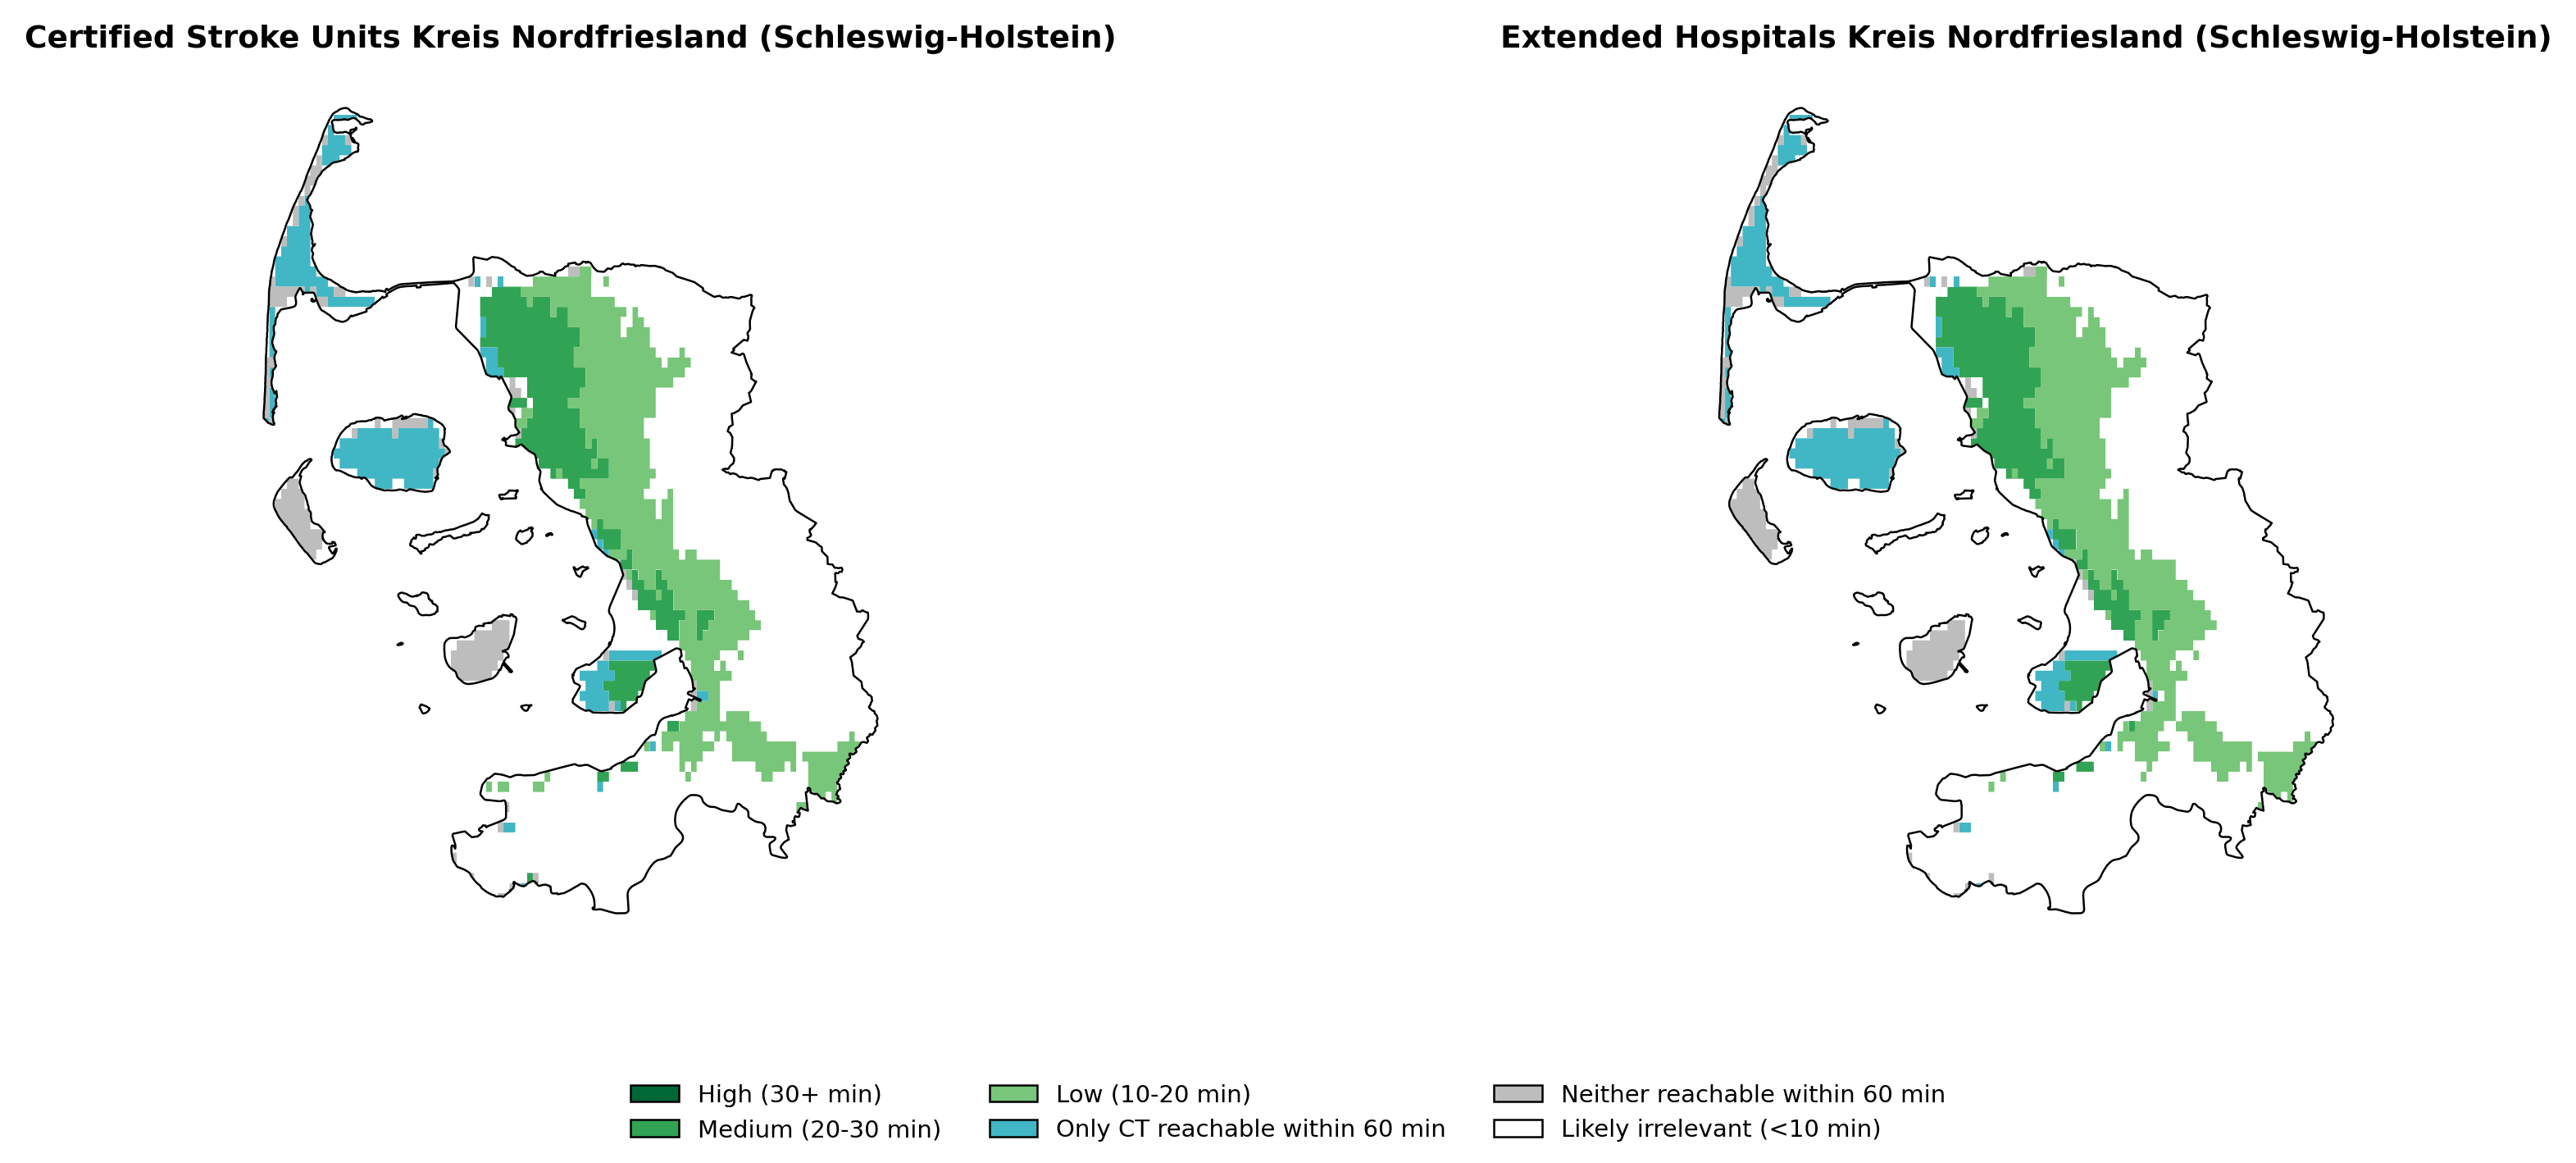 Certified Stroke Units Kreis Nordfriesland (Schleswig-Holstein)
Extended Hospitals Kreis Nordfriesland (Schleswig-Holstein)
High (30+ min)
Medium (20-30 min)
Low (10-20 min)
Only CT reachable within 60 min
Neither reachable within 60 min
Likely irrelevant (<10 min)